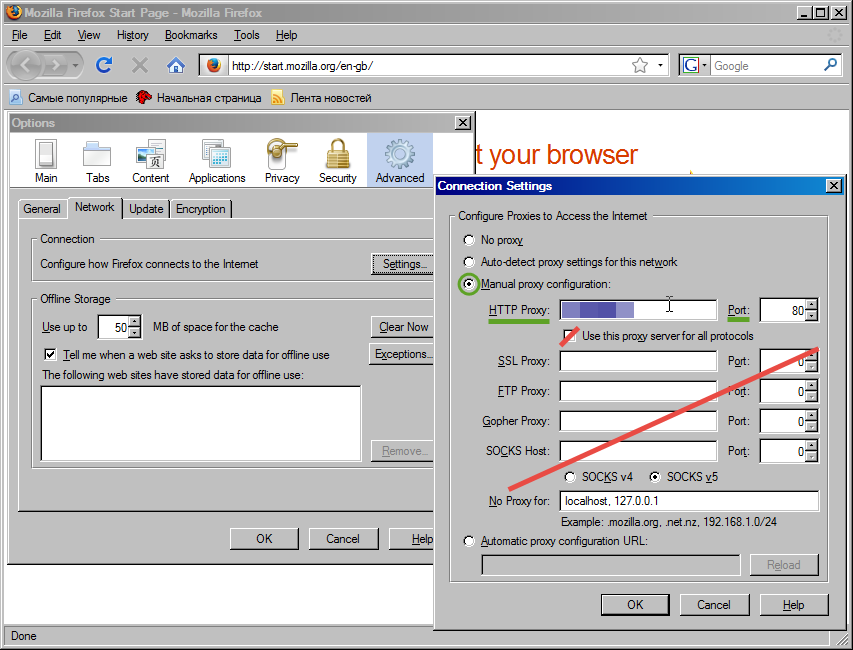 Mozilla Firefox Start Page - Mozilla Firefox
File Edit View History Bookmarks Tools Help
http://start.mozilla.org/en-gb/
G Google
Самые популярные Начальная страница Лента новостей
Options
Main Tabs Content Applications Privacy Security Advanced
General Network Update Encryption
Connection
Configure how Firefox connects to the Internet Settings...
Offline Storage
Use up to 50 MB of space for the cache Clear Now
Tell me when a web site asks to store data for offline use Exceptions...
The following web sites have stored data for offline use:
Remove...
OK Cancel Help
t your browser
Connection Settings
Configure Proxies to Access the Internet
No proxy
Auto-detect proxy settings for this network
Manual proxy configuration:
HTTP Proxy: Port: 80
Use this proxy server for all protocols
SSL Proxy: Port: 0
FTP Proxy: Port: 0
Gopher Proxy: Port: 0
SOCKS Host: Port: 0
SOCKS v4 SOCKS v5
No Proxy for: localhost, 127.0.0.1
Example: .mozilla.org, .net.nz, 192.168.1.0/24
Automatic proxy configuration URL:
Reload
OK Cancel Help
Done